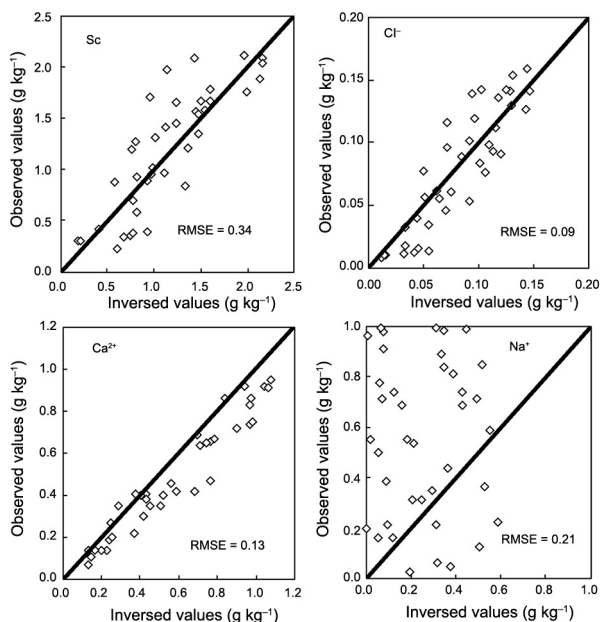 2.5
2.0
1.5
1.0
0.5
0.0
Observed values (g kg⁻¹)
Sc
RMSE = 0.34
0.0 0.5 1.0 1.5 2.0 2.5
Inversed values (g kg⁻¹)
0.20
0.15
0.10
0.05
0.00
Observed values (g kg⁻¹)
Cl⁻
RMSE = 0.09
0.00 0.05 0.10 0.15 0.20
Inversed values (g kg⁻¹)
1.2
1.0
0.8
0.6
0.4
0.2
0.0
Observed values (g kg⁻¹)
Ca²⁺
RMSE = 0.13
0.0 0.2 0.4 0.6 0.8 1.0 1.2
Inversed values (g kg⁻¹)
1.0
0.8
0.6
0.4
0.2
0.0
Observed values (g kg⁻¹)
Na⁺
RMSE = 0.21
0.0 0.2 0.4 0.6 0.8 1.0
Inversed values (g kg⁻¹)